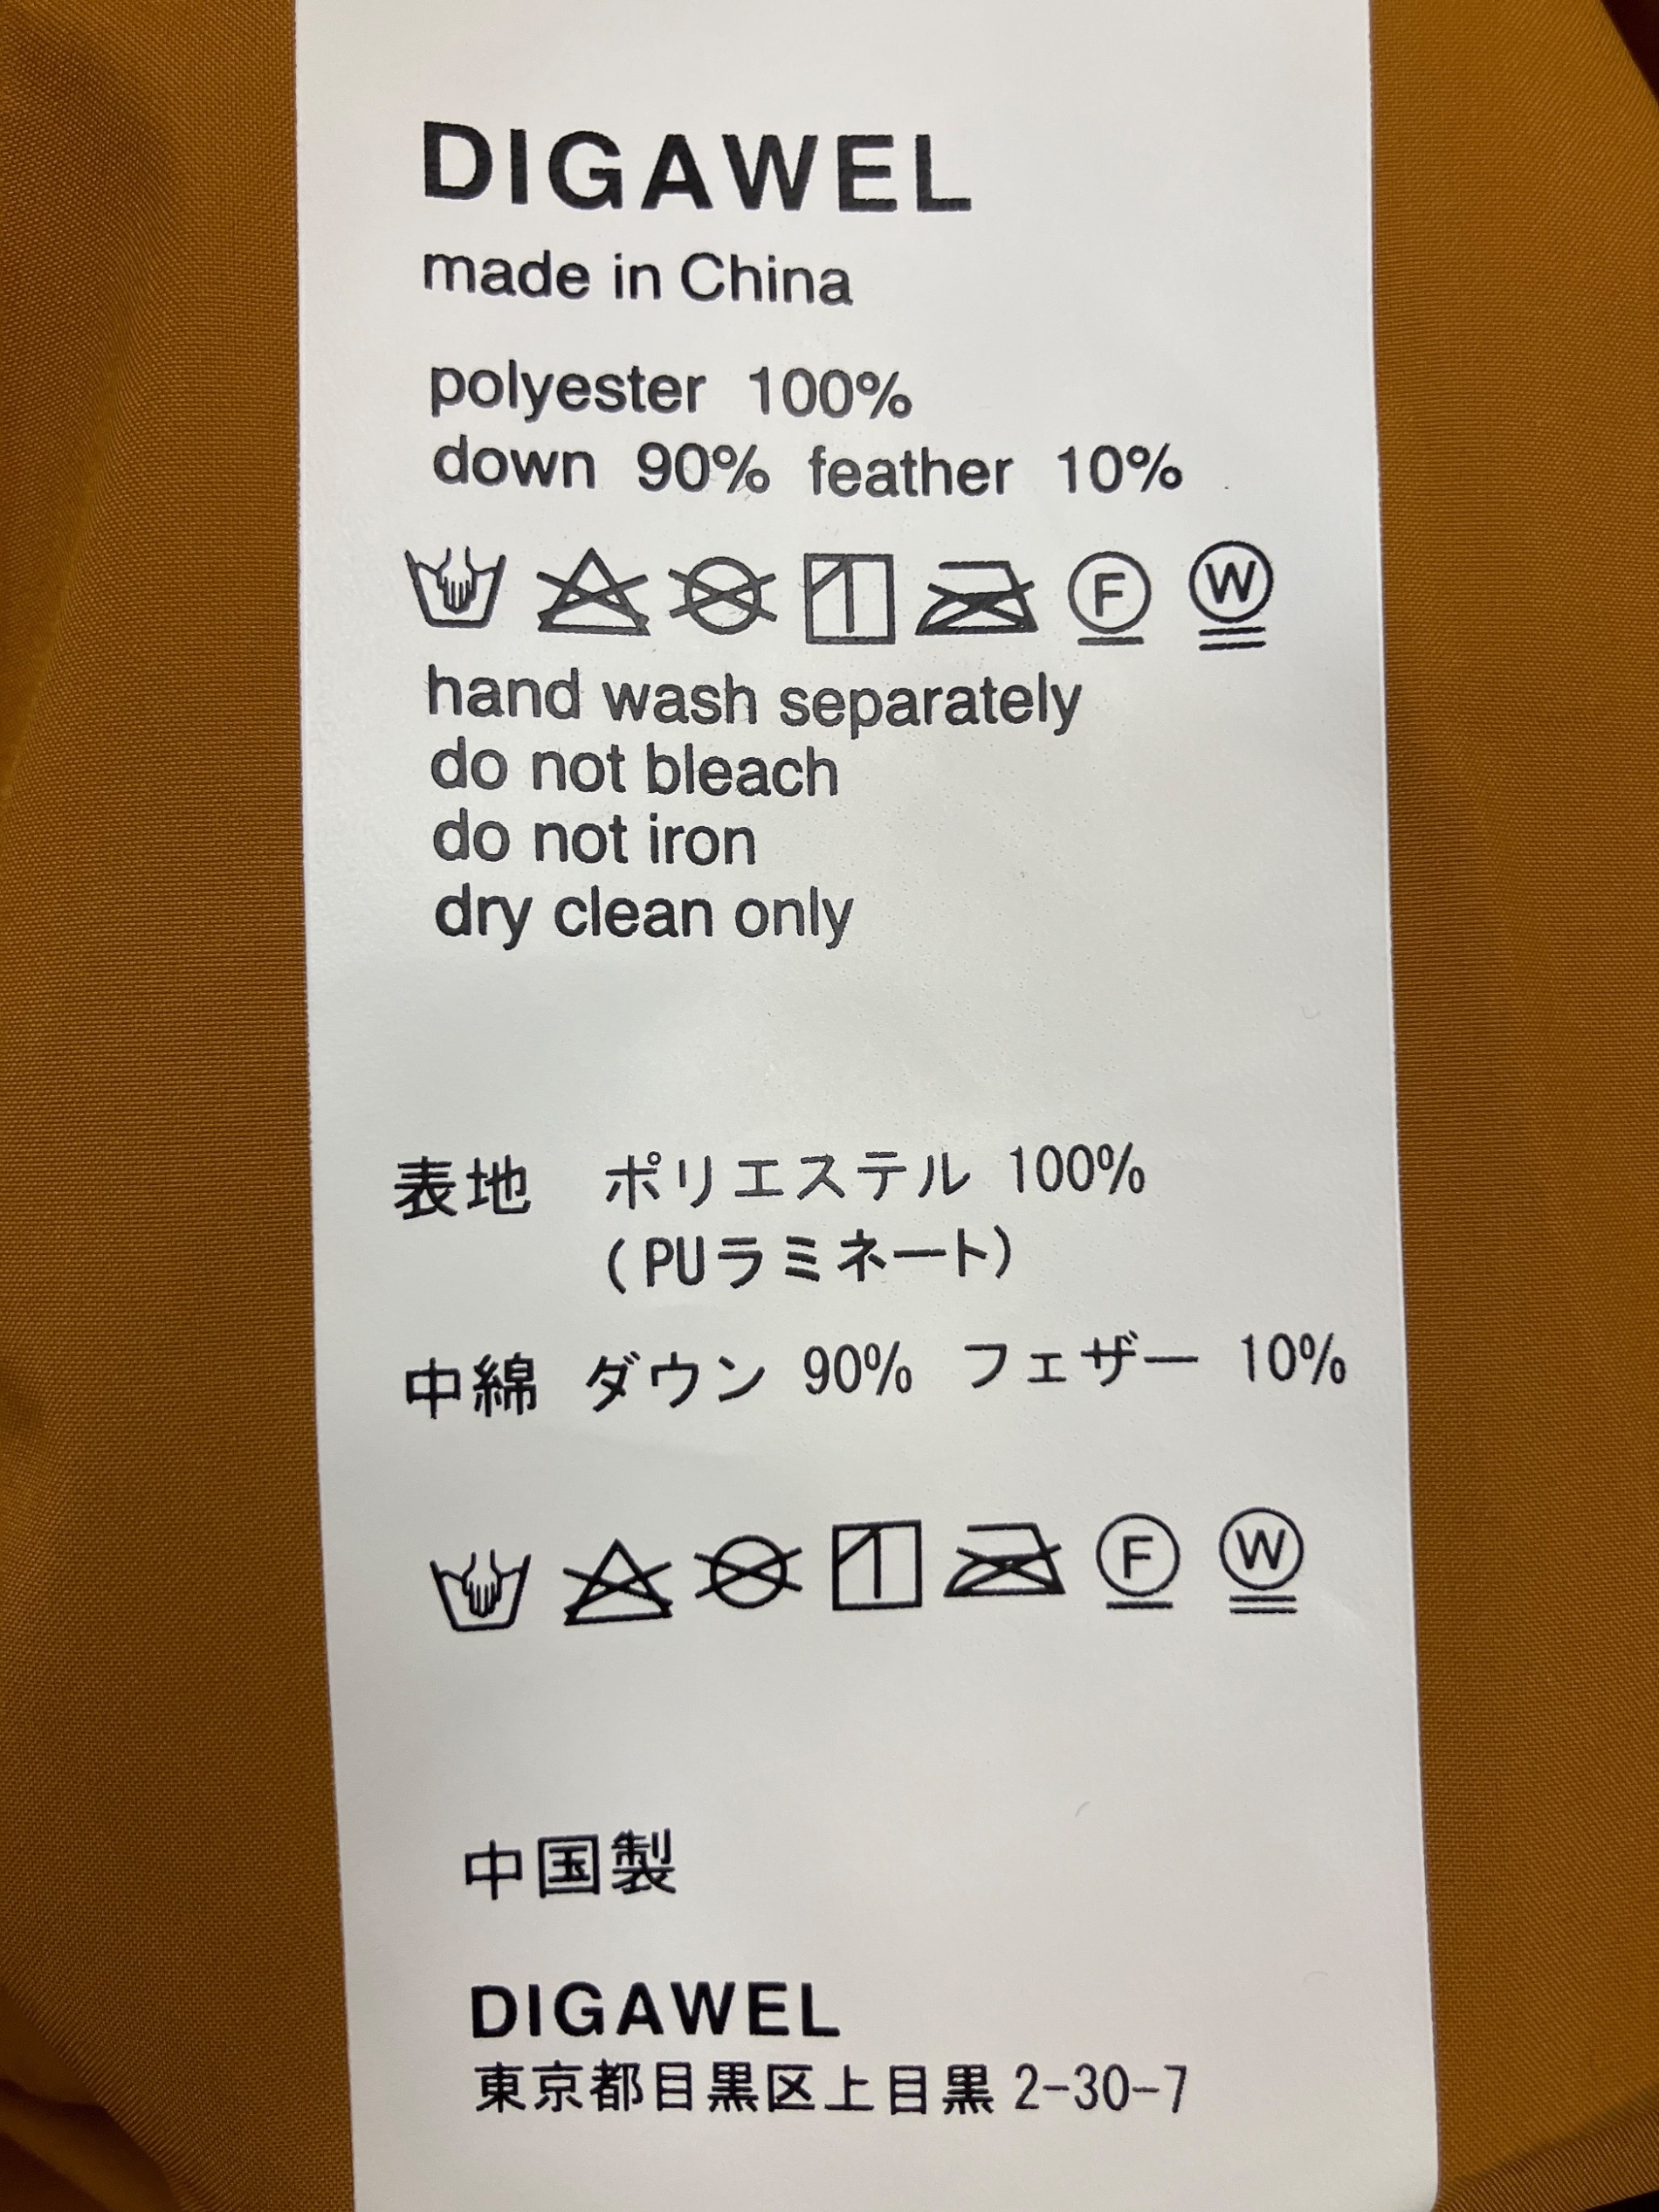 DIGAWEL
made in China
polyester 100%
down 90% feather 10%
F W
hand wash separately
do not bleach
do not iron
dry clean only
表地 ポリエステル 100%
(PUラミネート)
中綿 ダウン 90% フェザー 10%
F W
中国製
DIGAWEL
東京都目黒区上目黒2-30-7